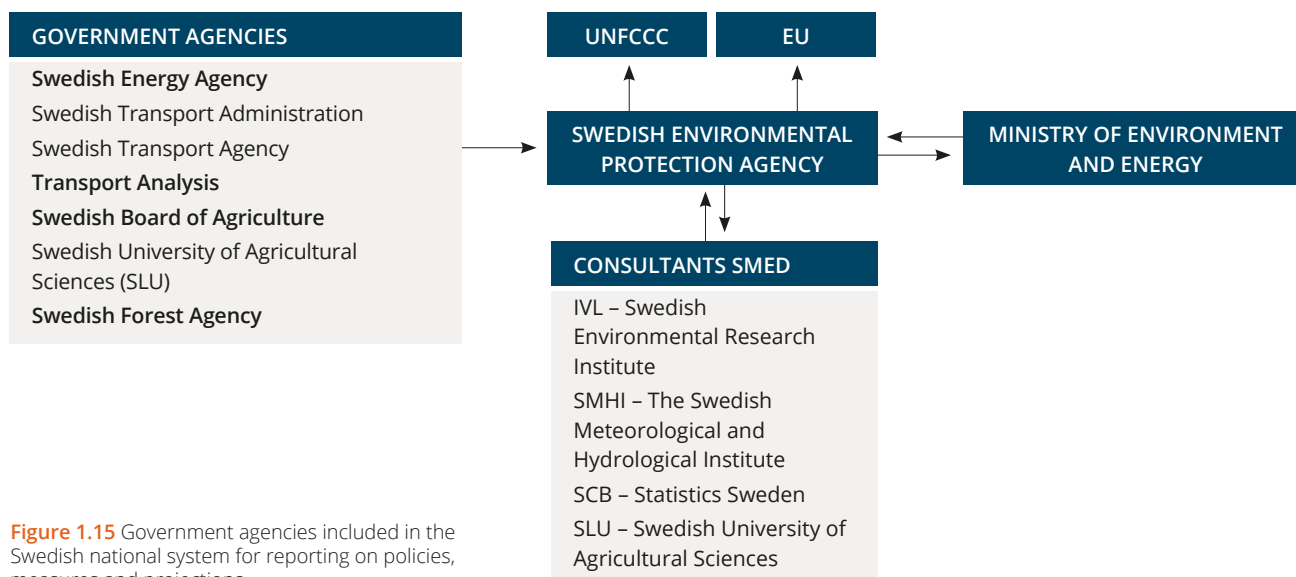 GOVERNMENT AGENCIES
Swedish Energy Agency
Swedish Transport Administration
Swedish Transport Agency
Transport Analysis
Swedish Board of Agriculture
Swedish University of Agricultural
Sciences (SLU)
Swedish Forest Agency
UNFCCC
EU
SWEDISH ENVIRONMENTAL
PROTECTION AGENCY
MINISTRY OF ENVIRONMENT
AND ENERGY
CONSULTANTS SMED
IVL – Swedish
Environmental Research
Institute
SMHI – The Swedish
Meteorological and
Hydrological Institute
SCB – Statistics Sweden
SLU – Swedish University of
Agricultural Sciences
Figure 1.15 Government agencies included in the
Swedish national system for reporting on policies,
measures and projections